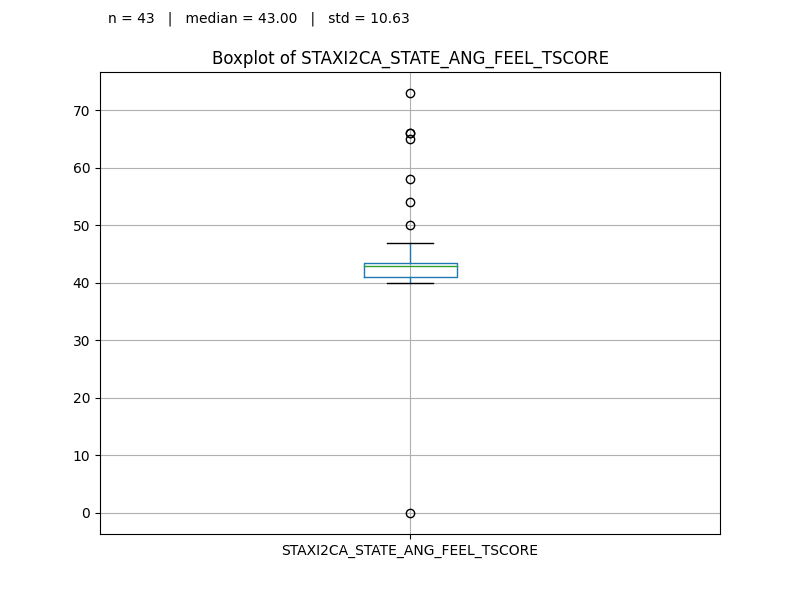 n = 43   |   median = 43.00   |   std = 10.63
Boxplot of STAXI2CA_STATE_ANG_FEEL_TSCORE
70
60
50
40
30
20
10
0
STAXI2CA_STATE_ANG_FEEL_TSCORE